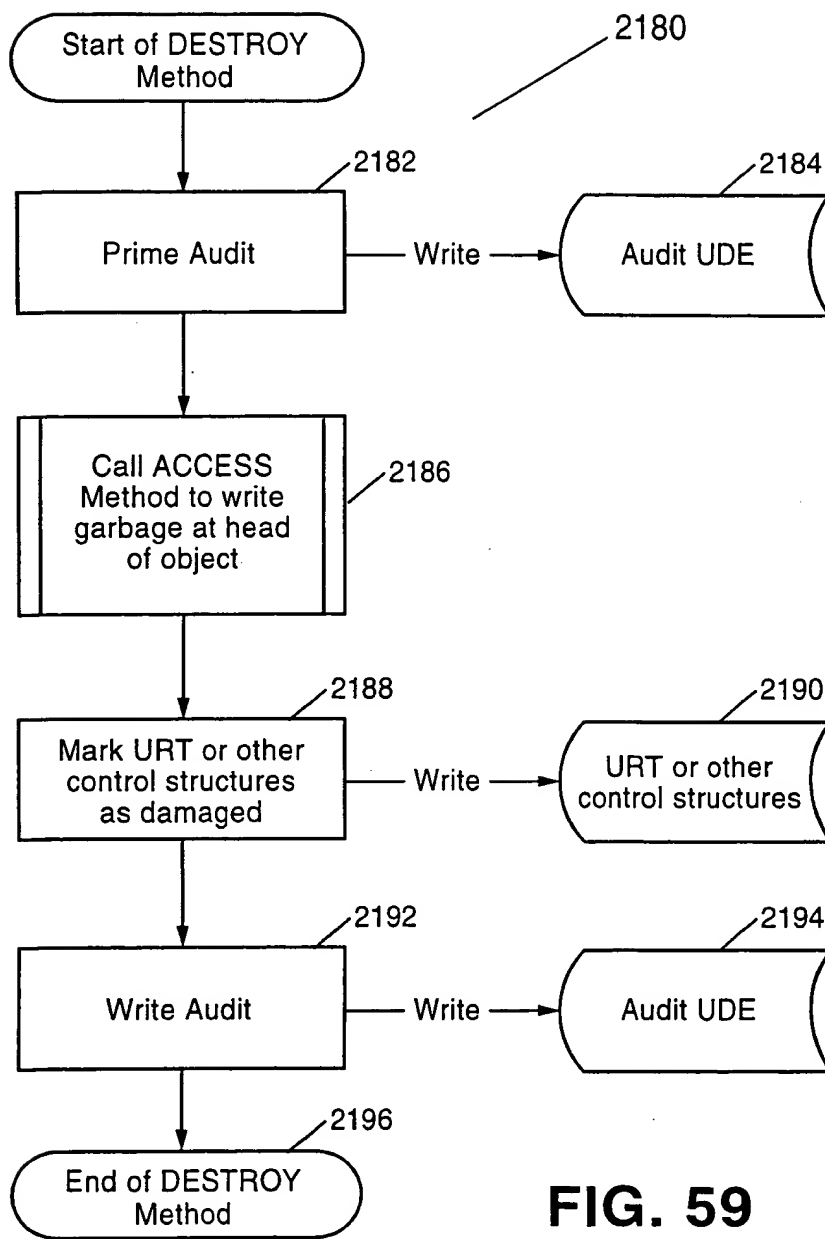 Start of DESTROY
Method
2180
2182
Prime Audit
Write
2184
Audit UDE
Call ACCESS
Method to write
garbage at head
of object
2186
2188
Mark URT or other
control structures
as damaged
Write
2190
URT or other
control structures
2192
Write Audit
Write
2194
Audit UDE
2196
End of DESTROY
Method
FIG. 59